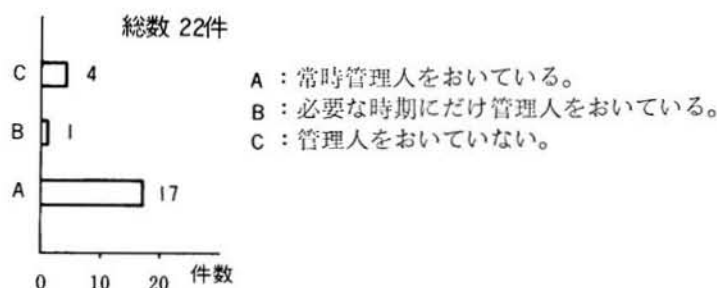 総数 22件
C 4
B 1
A 17
0 10 20 件数
A：常時管理人をおいている。
B：必要な時期にだけ管理人をおいている。
C：管理人をおいていない。